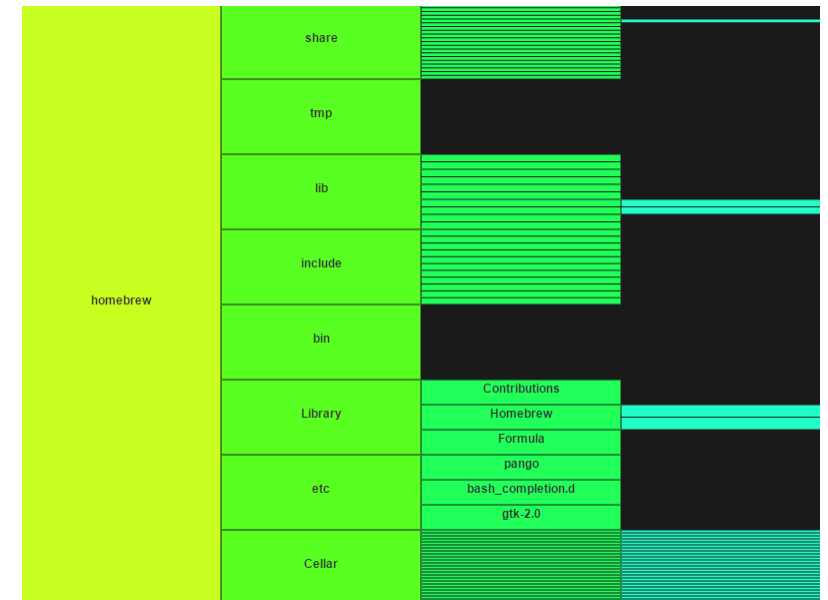 share
tmp
lib
include
homebrew
bin
Contributions
Library
Homebrew
Formula
pango
etc
bash_completion.d
gtk-2.0
Cellar